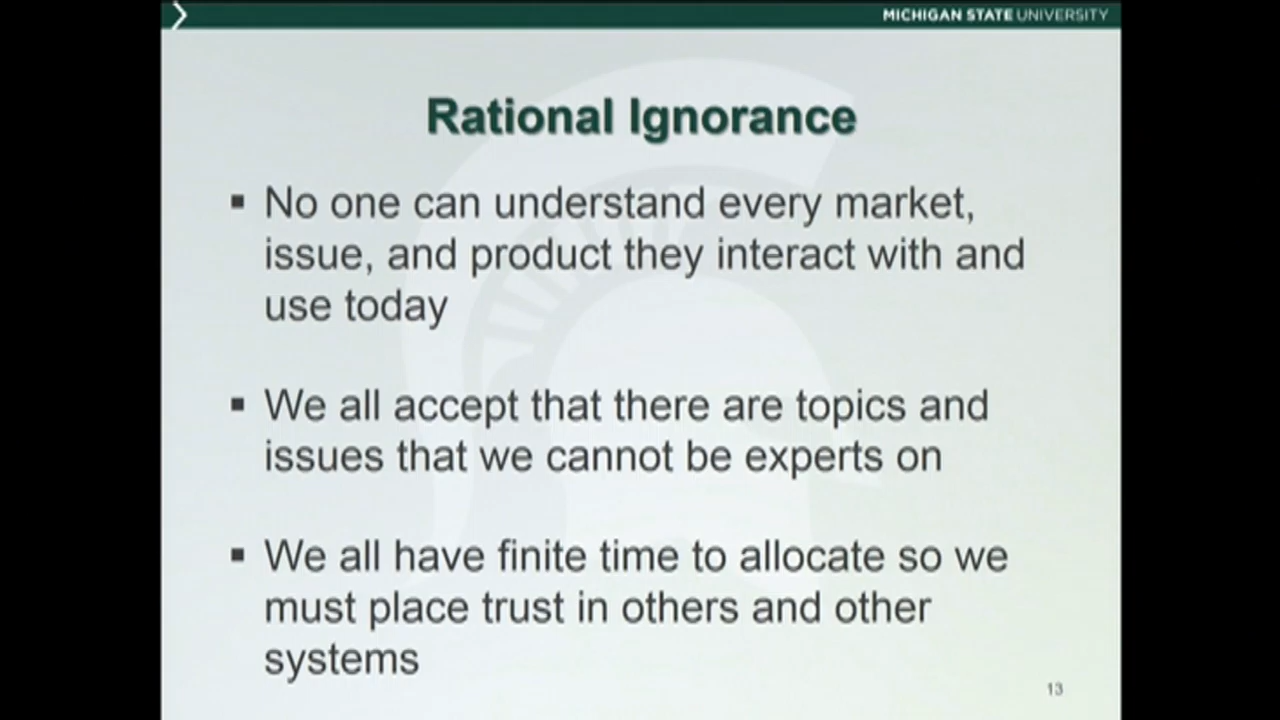 MICHIGAN STATE UNIVERSITY
Rational Ignorance
▪ No one can understand every market,
issue, and product they interact with and
use today
▪ We all accept that there are topics and
issues that we cannot be experts on
▪ We all have finite time to allocate so we
must place trust in others and other
systems
13